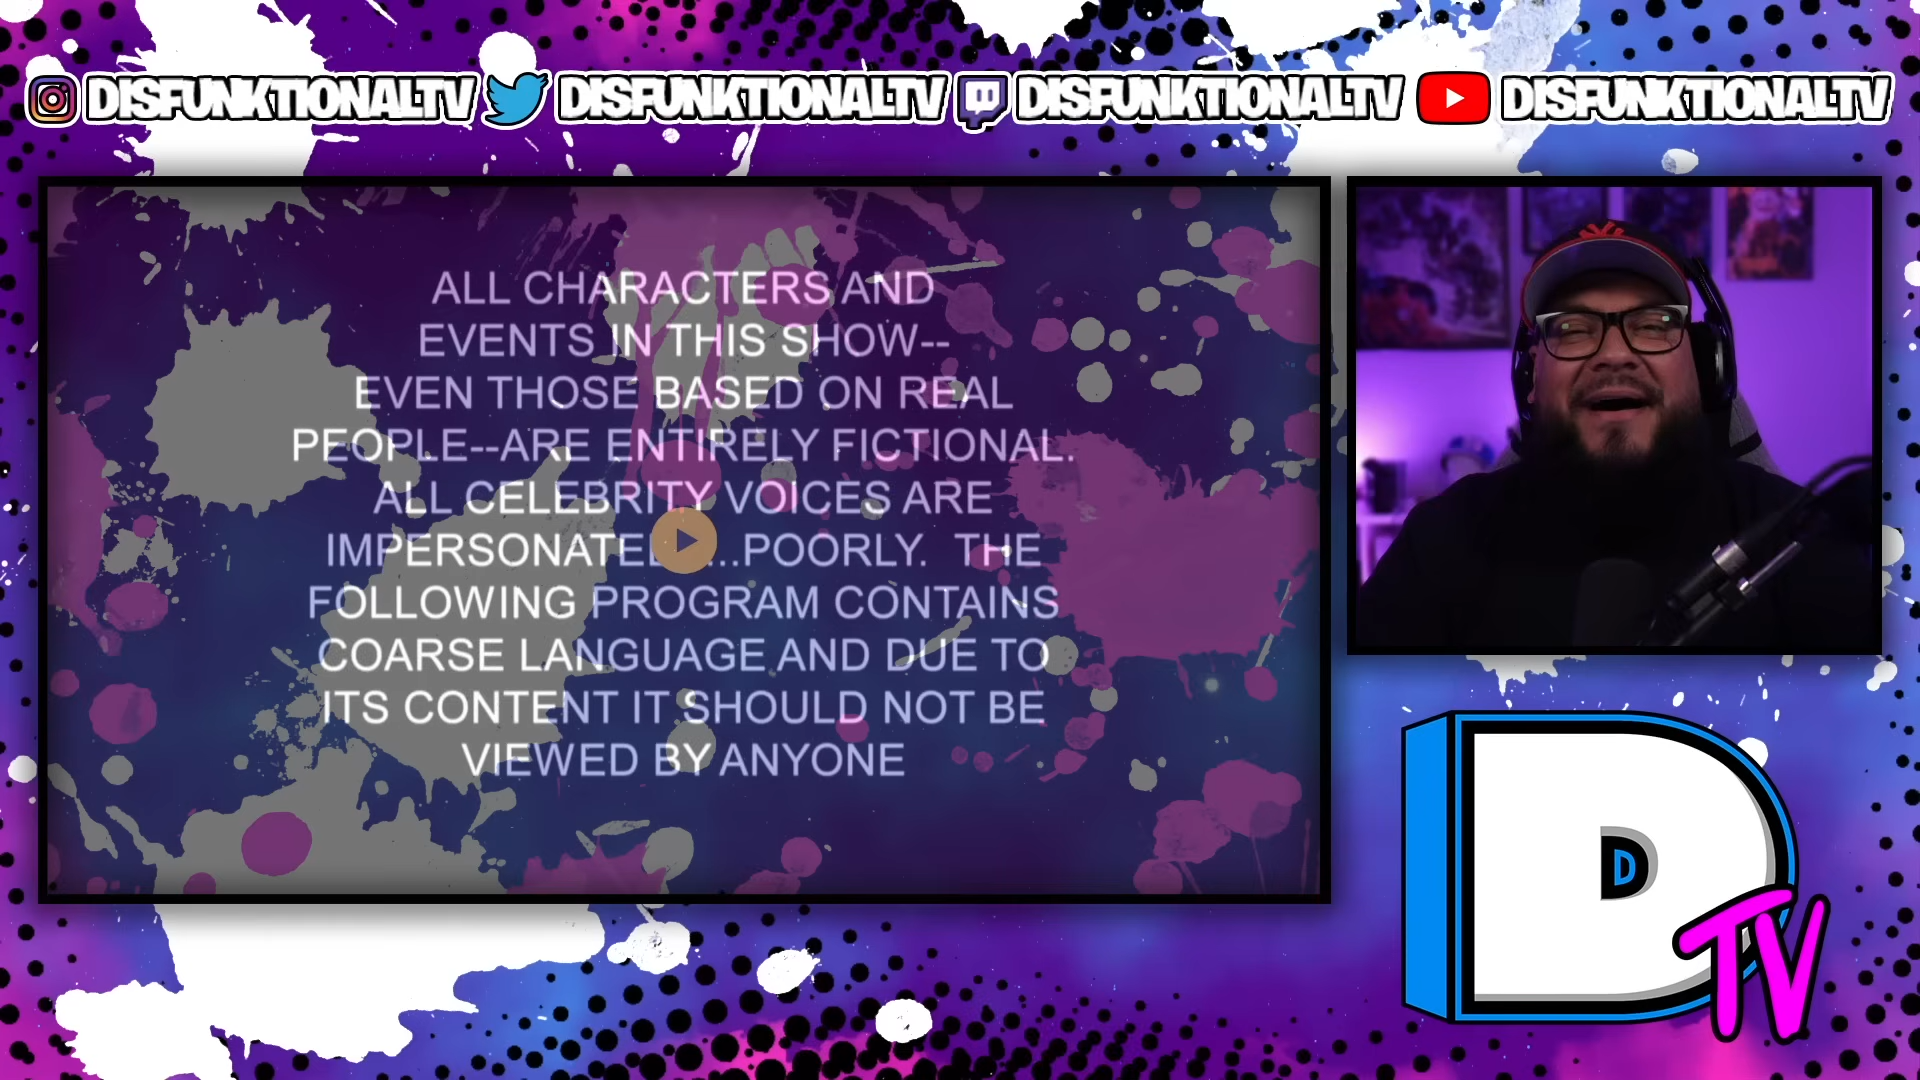 DISFUNKTIONALTV DISFUNKTIONALTV DISFUNKTIONALTV DISFUNKTIONALTV
ALL CHARACTERS AND
EVENTS IN THIS SHOW--
EVEN THOSE BASED ON REAL
PEOPLE--ARE ENTIRELY FICTIONAL.
ALL CELEBRITY VOICES ARE
IMPERSONATED....POORLY. THE
FOLLOWING PROGRAM CONTAINS
COARSE LANGUAGE AND DUE TO
ITS CONTENT IT SHOULD NOT BE
VIEWED BY ANYONE
D
D
TV